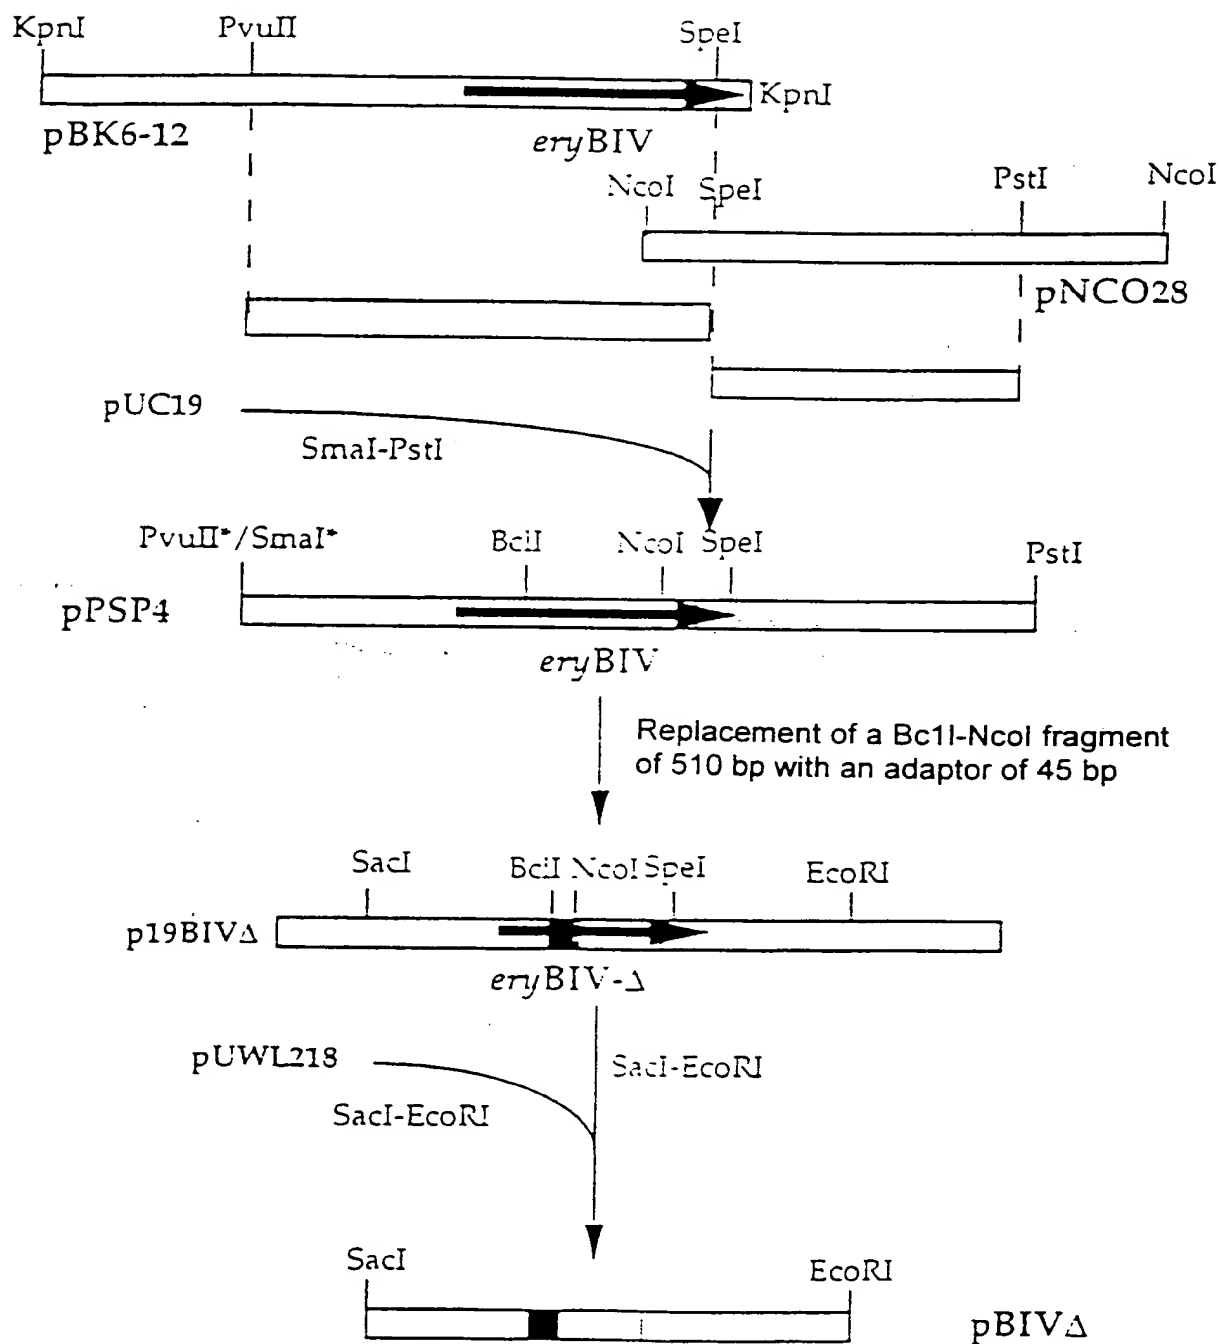 KpnI PvuII SpeI
KpnI
pBK6-12 eryBIV
NcoI SpeI PstI NcoI
pNCO28
pUC19
SmaI-PstI
PvuII*/SmaI* BclI NcoI SpeI PstI
pPSP4
eryBIV
Replacement of a Bc1I-NcoI fragment
of 510 bp with an adaptor of 45 bp
SacI BclI NcoI SpeI EcoRI
p19BIVΔ
eryBIV-Δ
pUWL218 SacI-EcoRI
SacI-EcoRI
SacI EcoRI
pBIVΔ